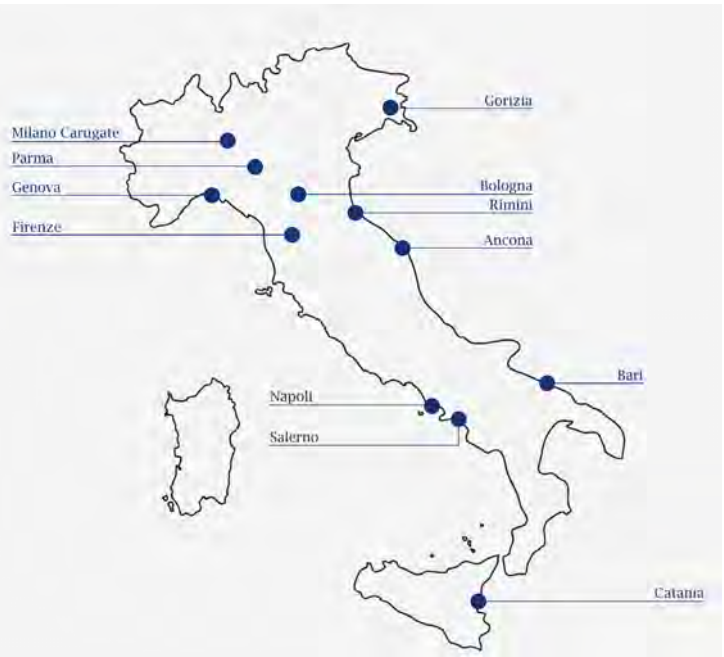 Gorizia
Milano Carugate
Parma
Genova
Bologna
Rimini
Firenze
Ancona
Bari
Napoli
Salerno
Catania